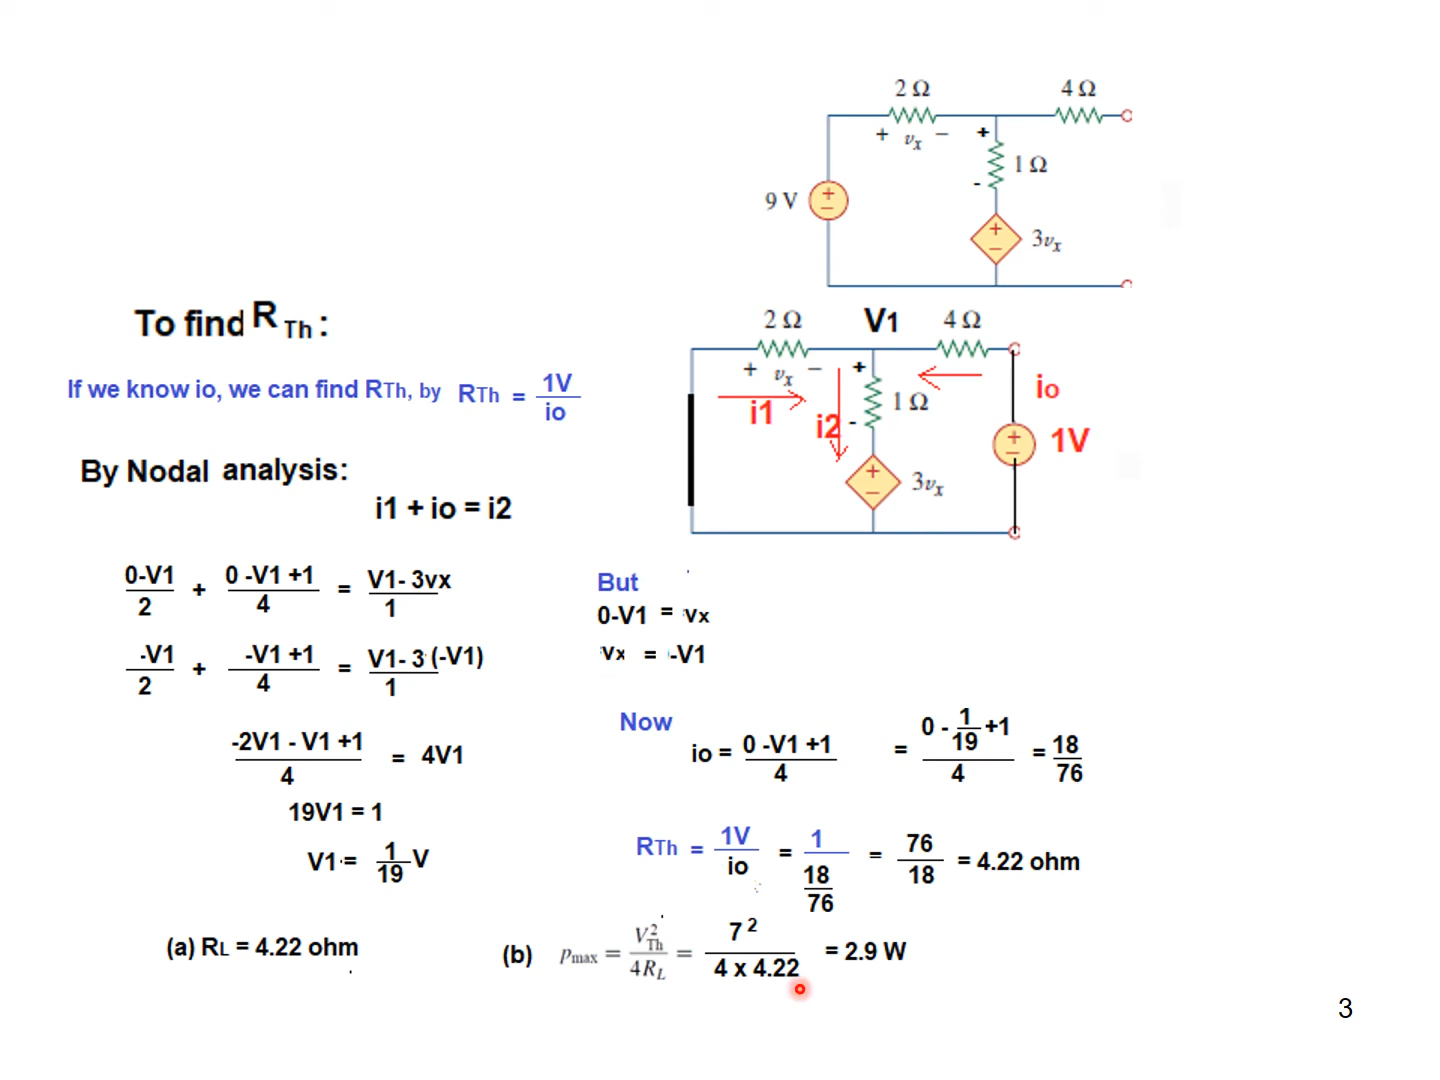 2 Ω 4 Ω
+ vx − +
1 Ω
-
9 V + − + − 3vx
To find RTh :
2 Ω V1 4 Ω
+ vx − +
If we know io, we can find RTh, by RTh = 1V / io
i1 i2 - 1 Ω io
+ − 1V
+ − 3vx
By Nodal analysis:
i1 + io = i2
0-V1 / 2 + 0 -V1 +1 / 4 = V1- 3vx / 1
-V1 / 2 + -V1 +1 / 4 = V1- 3 (-V1) / 1
-2V1 - V1 +1 / 4 = 4V1
19V1 = 1
V1 = 1 / 19 V
But
0-V1 = vx
vx = -V1
Now
io = 0 -V1 +1 / 4 = 0 - 1 / 19 +1 / 4 = 18 / 76
RTh = 1V / io = 1 / 18 / 76 = 76 / 18 = 4.22 ohm
(a) RL = 4.22 ohm
(b) pmax = V²Th / 4RL = 7² / 4 x 4.22 = 2.9 W
3